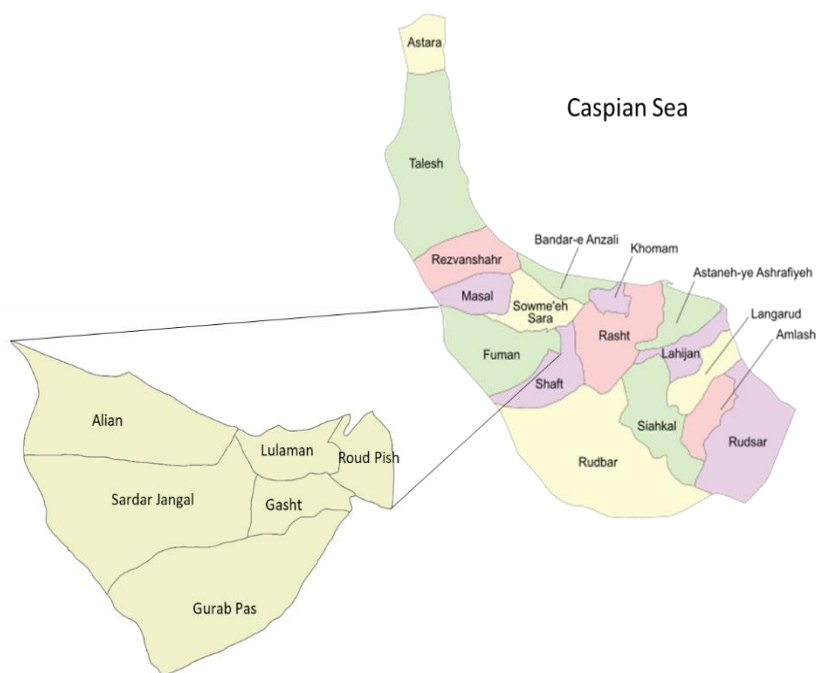 Astara
Caspian Sea
Talesh
Bandar-e Anzali
Khomam
Rezvanshahr
Astaneh-ye Ashrafiyeh
Masal
Sowme'eh
Sara
Langarud
Rasht
Amlash
Fuman
Lahijan
Shaft
Alian
Siahkal
Rudsar
Lulaman
Roud Pish
Rudbar
Sardar Jangal
Gasht
Gurab Pas